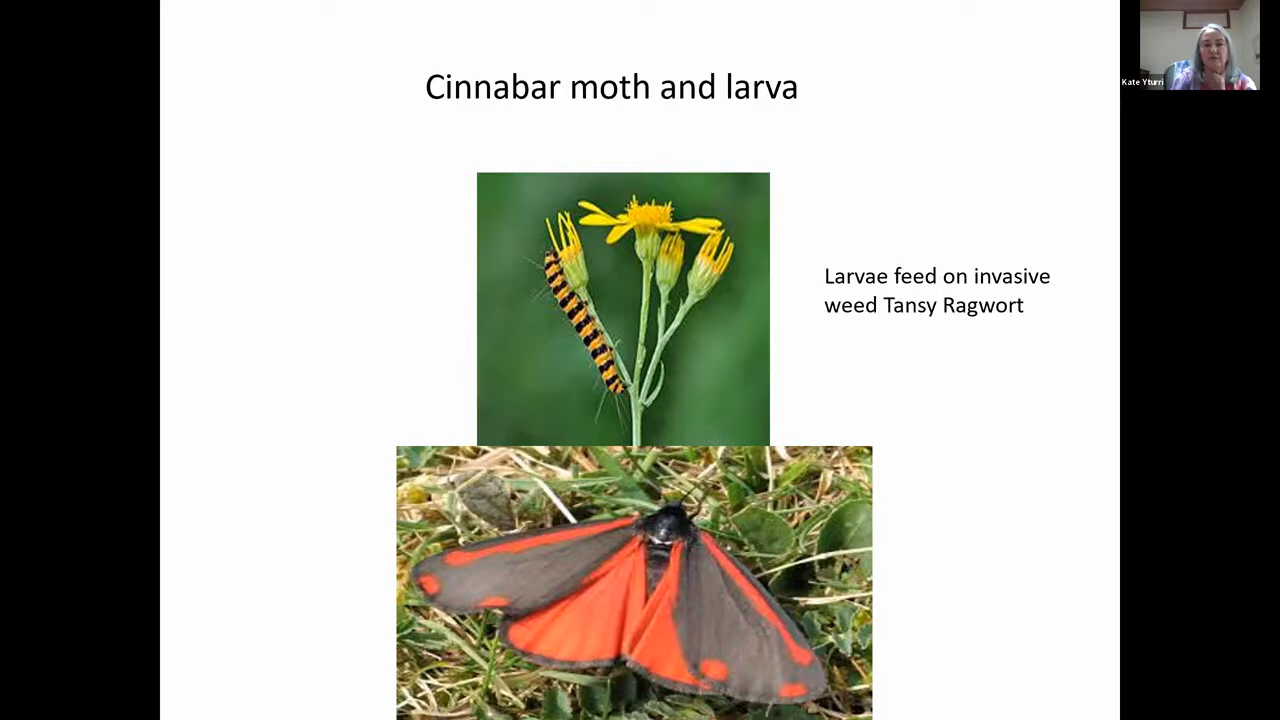 Cinnabar moth and larva
Kate Yturri
Larvae feed on invasive
weed Tansy Ragwort